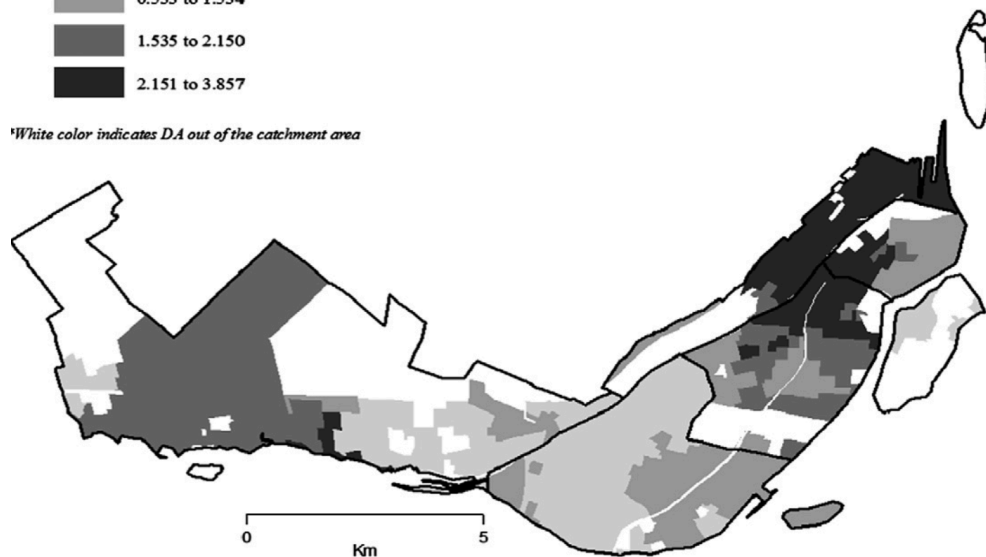 1.535 to 2.150
2.151 to 3.857
*White color indicates DA out of the catchment area
0 5
Km